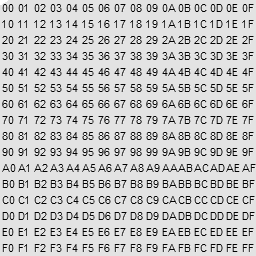 00 01 02 03 04 05 06 07 08 09 0A 0B 0C 0D 0E 0F
10 11 12 13 14 15 16 17 18 19 1A 1B 1C 1D 1E 1F
20 21 22 23 24 25 26 27 28 29 2A 2B 2C 2D 2E 2F
30 31 32 33 34 35 36 37 38 39 3A 3B 3C 3D 3E 3F
40 41 42 43 44 45 46 47 48 49 4A 4B 4C 4D 4E 4F
50 51 52 53 54 55 56 57 58 59 5A 5B 5C 5D 5E 5F
60 61 62 63 64 65 66 67 68 69 6A 6B 6C 6D 6E 6F
70 71 72 73 74 75 76 77 78 79 7A 7B 7C 7D 7E 7F
80 81 82 83 84 85 86 87 88 89 8A 8B 8C 8D 8E 8F
90 91 92 93 94 95 96 97 98 99 9A 9B 9C 9D 9E 9F
A0 A1 A2 A3 A4 A5 A6 A7 A8 A9 AA AB AC AD AE AF
B0 B1 B2 B3 B4 B5 B6 B7 B8 B9 BA BB BC BD BE BF
C0 C1 C2 C3 C4 C5 C6 C7 C8 C9 CA CB CC CD CE CF
D0 D1 D2 D3 D4 D5 D6 D7 D8 D9 DA DB DC DD DE DF
E0 E1 E2 E3 E4 E5 E6 E7 E8 E9 EA EB EC ED EE EF
F0 F1 F2 F3 F4 F5 F6 F7 F8 F9 FA FB FC FD FE FF